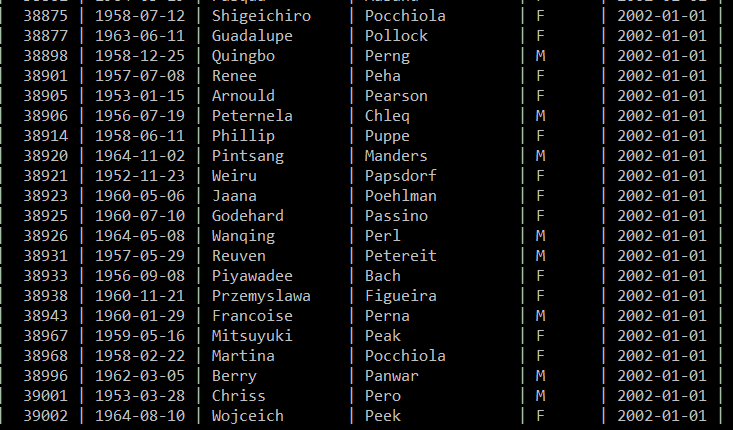 | 38875 | 1958-07-12 | Shigeichiro | Pocchiola | F | 2002-01-01 |
| 38877 | 1963-06-11 | Guadalupe | Pollock | F | 2002-01-01 |
| 38898 | 1958-12-25 | Quingbo | Perng | M | 2002-01-01 |
| 38901 | 1957-07-08 | Renee | Peha | F | 2002-01-01 |
| 38905 | 1953-01-15 | Arnould | Pearson | F | 2002-01-01 |
| 38906 | 1956-07-19 | Peternela | Chleq | M | 2002-01-01 |
| 38914 | 1958-06-11 | Phillip | Puppe | F | 2002-01-01 |
| 38920 | 1964-11-02 | Pintsang | Manders | M | 2002-01-01 |
| 38921 | 1952-11-23 | Weiru | Papsdorf | F | 2002-01-01 |
| 38923 | 1960-05-06 | Jaana | Poehlman | F | 2002-01-01 |
| 38925 | 1960-07-10 | Godehard | Passino | F | 2002-01-01 |
| 38926 | 1964-05-08 | Wanqing | Perl | M | 2002-01-01 |
| 38931 | 1957-05-29 | Reuven | Petereit | M | 2002-01-01 |
| 38933 | 1956-09-08 | Piyawadee | Bach | F | 2002-01-01 |
| 38938 | 1960-11-21 | Przemyslawa | Figueira | F | 2002-01-01 |
| 38943 | 1960-01-29 | Francoise | Perna | M | 2002-01-01 |
| 38967 | 1959-05-16 | Mitsuyuki | Peak | F | 2002-01-01 |
| 38968 | 1958-02-22 | Martina | Pocchiola | F | 2002-01-01 |
| 38996 | 1962-03-05 | Berry | Panwar | M | 2002-01-01 |
| 39001 | 1953-03-28 | Chriss | Pero | M | 2002-01-01 |
| 39002 | 1964-08-10 | Wojceich | Peek | F | 2002-01-01 |